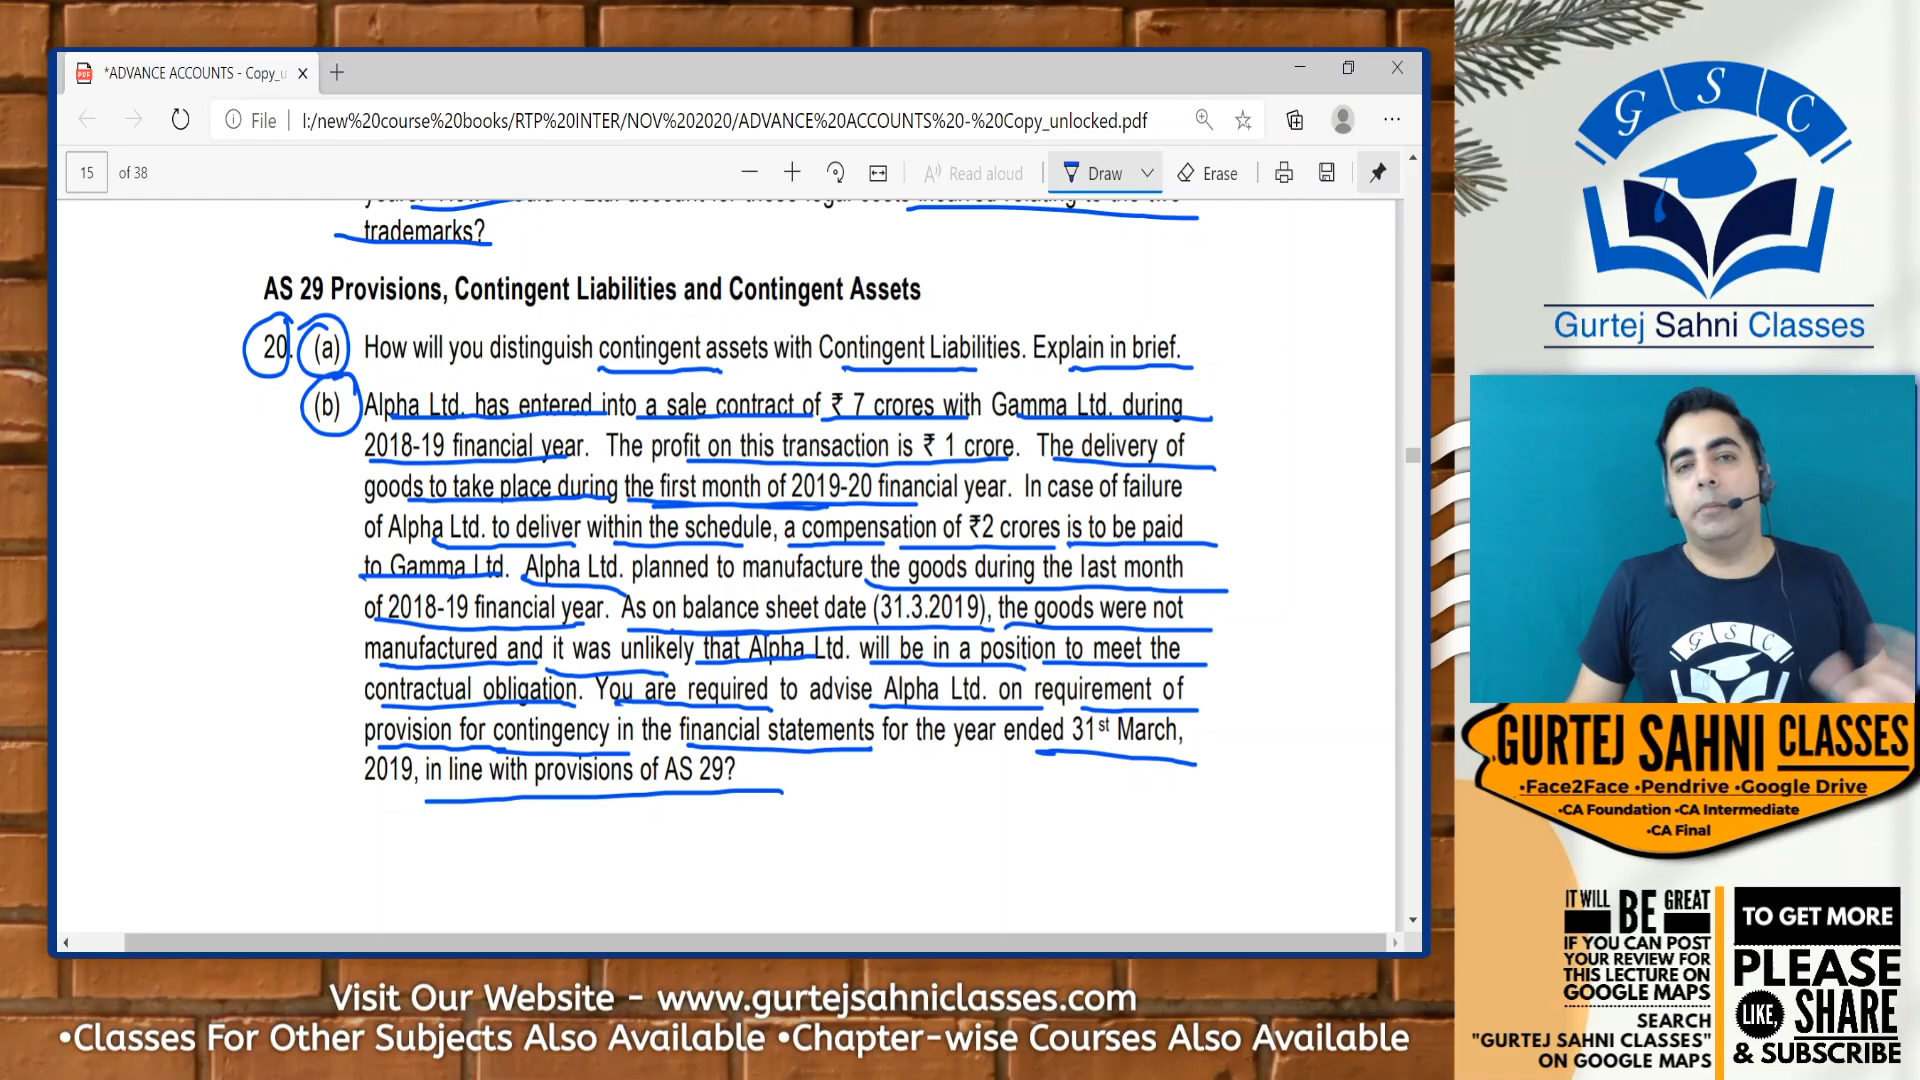 *ADVANCE ACCOUNTS - Copy_u
File
I:/new%20course%20books/RTP%20INTER/NOV%202020/ADVANCE%20ACCOUNTS%20-%20Copy_unlocked.pdf
15 of 38
Read aloud
Draw
Erase
trademarks?
AS 29 Provisions, Contingent Liabilities and Contingent Assets
20. (a) How will you distinguish contingent assets with Contingent Liabilities. Explain in brief.
(b) Alpha Ltd. has entered into a sale contract of ₹ 7 crores with Gamma Ltd. during
2018-19 financial year. The profit on this transaction is ₹ 1 crore. The delivery of
goods to take place during the first month of 2019-20 financial year. In case of failure
of Alpha Ltd. to deliver within the schedule, a compensation of ₹2 crores is to be paid
to Gamma Ltd. Alpha Ltd. planned to manufacture the goods during the last month
of 2018-19 financial year. As on balance sheet date (31.3.2019), the goods were not
manufactured and it was unlikely that Alpha Ltd. will be in a position to meet the
contractual obligation. You are required to advise Alpha Ltd. on requirement of
provision for contingency in the financial statements for the year ended 31st March,
2019, in line with provisions of AS 29?
G S C
Gurtej Sahni Classes
G S C
GURTEJ SAHNI CLASSES
•Face2Face •Pendrive •Google Drive
•CA Foundation •CA Intermediate
•CA Final
IT WILL BE GREAT
IF YOU CAN POST
YOUR REVIEW FOR
THIS LECTURE ON
GOOGLE MAPS
SEARCH
"GURTEJ SAHNI CLASSES"
ON GOOGLE MAPS
TO GET MORE
PLEASE
LIKE, SHARE
& SUBSCRIBE
Visit Our Website - www.gurtejsahniclasses.com
•Classes For Other Subjects Also Available •Chapter-wise Courses Also Available